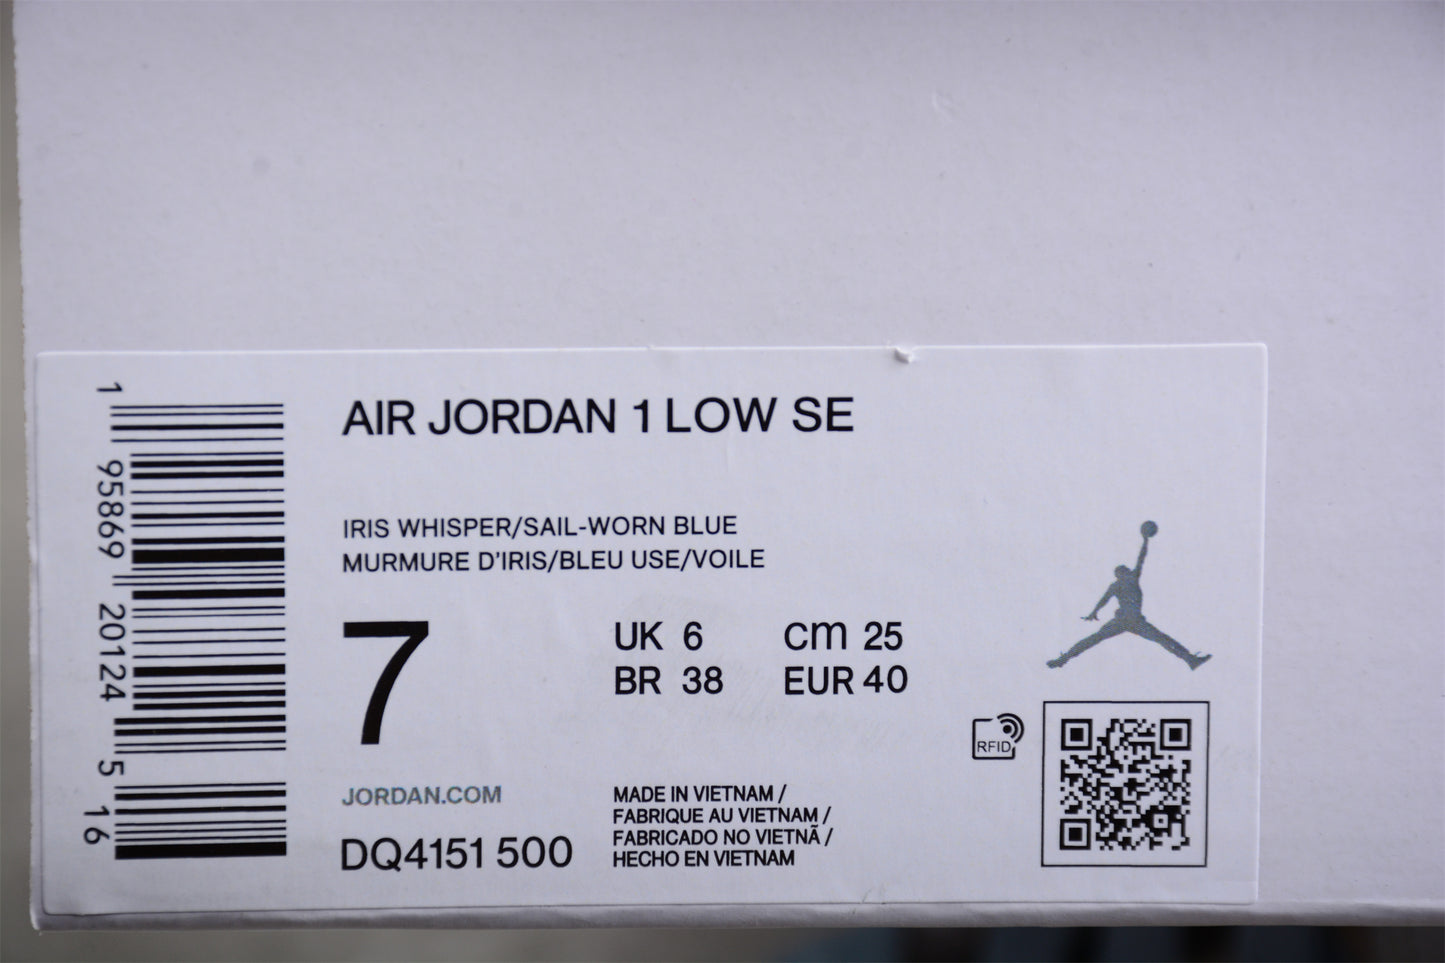 AIR JORDAN 1 LOW SE
IRIS WHISPER/SAIL-WORN BLUE
MURMURE D'IRIS/BLEU USE/VOILE
7
UK 6 CM 25
BR 38 EUR 40
JORDAN.COM
DQ4151 500
MADE IN VIETNAM /
FABRIQUE AU VIETNAM /
FABRICADO NO VIETNÃ /
HECHO EN VIETNAM
RFID
1 95869 20124 5 16